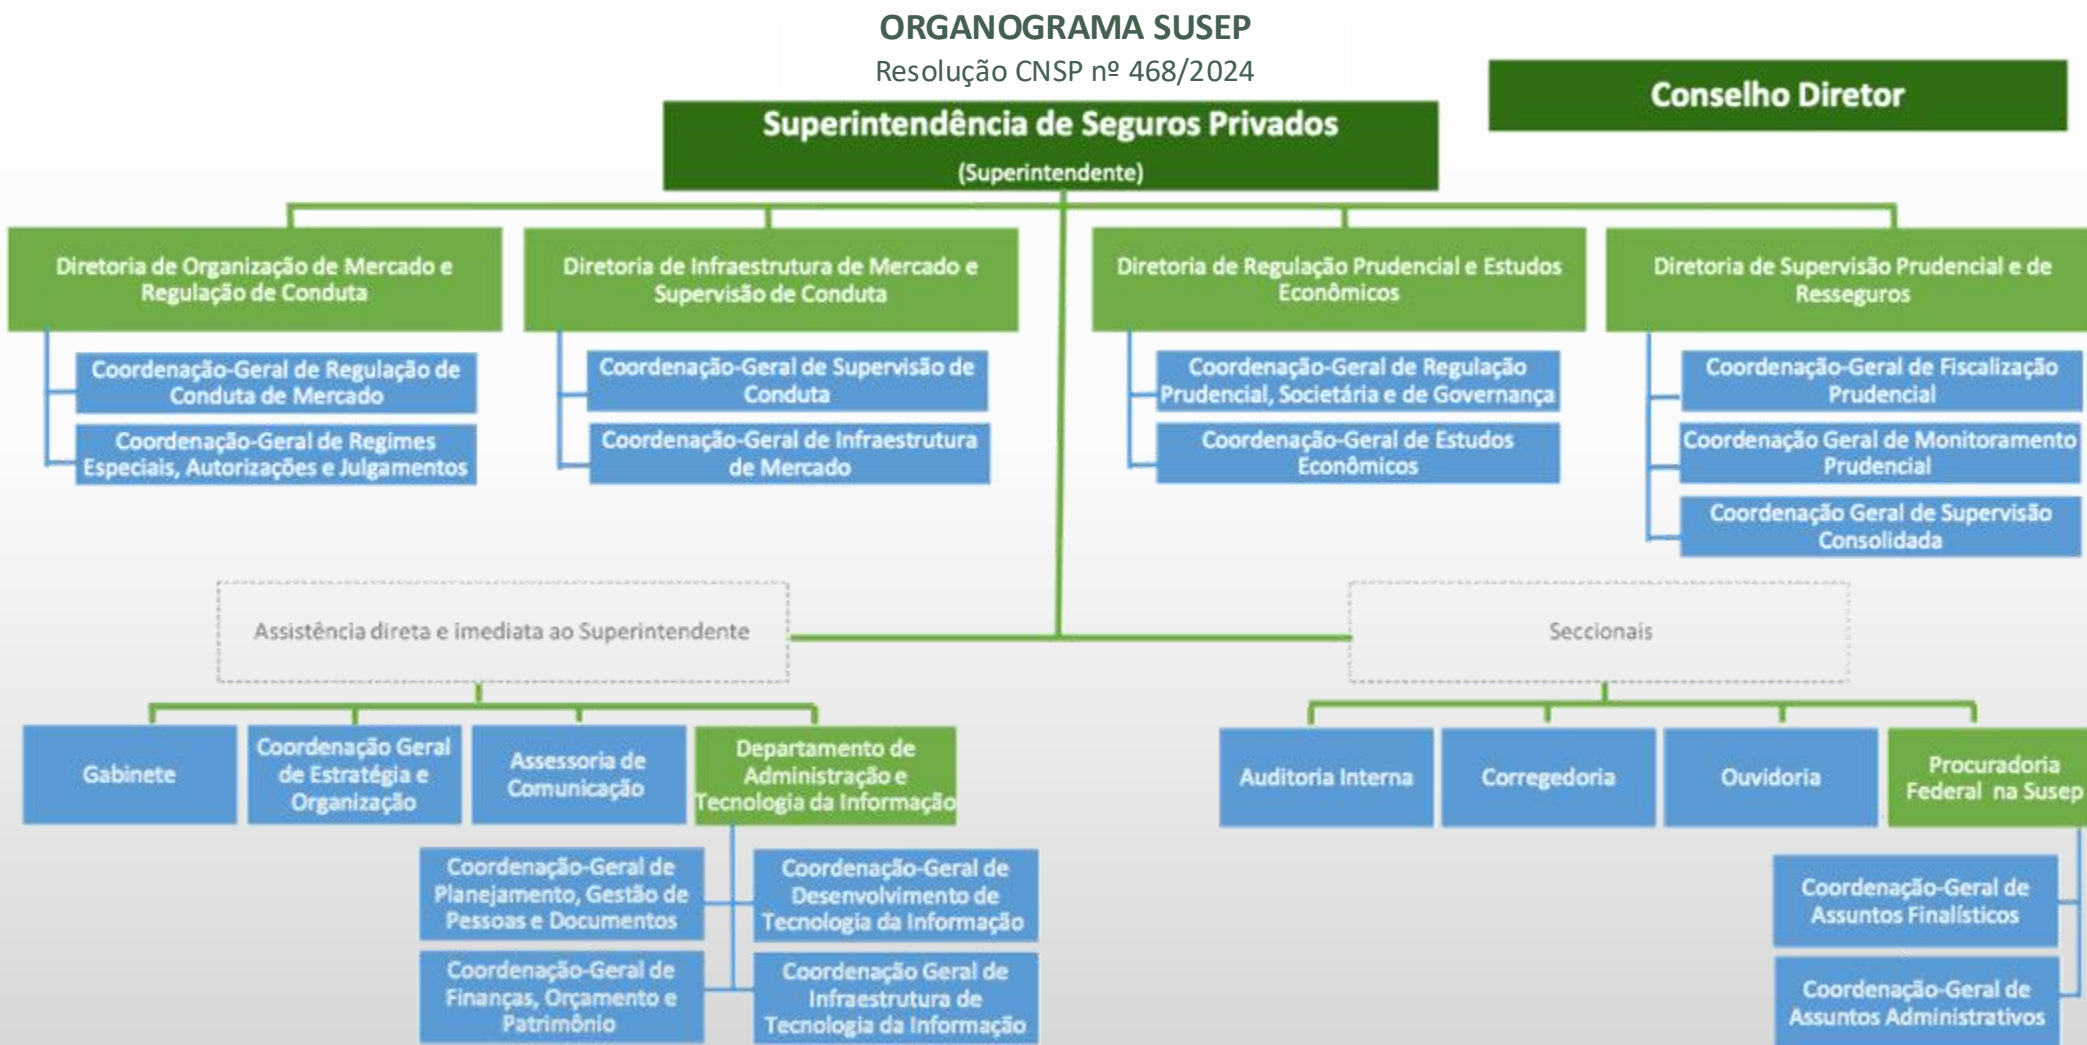 ORGANOGRAMA SUSEP
Resolução CNSP nº 468/2024
Conselho Diretor
Superintendência de Seguros Privados
(Superintendente)
Diretoria de Organização de Mercado e
Regulação de Conduta
Diretoria de Infraestrutura de Mercado e
Supervisão de Conduta
Diretoria de Regulação Prudencial e Estudos
Econômicos
Diretoria de Supervisão Prudencial e de
Resseguros
Coordenação-Geral de Regulação de
Conduta de Mercado
Coordenação-Geral de Regimes
Especiais, Autorizações e Julgamentos
Coordenação-Geral de Supervisão de
Conduta
Coordenação-Geral de Infraestrutura
de Mercado
Coordenação-Geral de Regulação
Prudencial, Societária e de Governança
Coordenação-Geral de Estudos
Econômicos
Coordenação-Geral de Fiscalização
Prudencial
Coordenação Geral de Monitoramento
Prudencial
Coordenação Geral de Supervisão
Consolidada
Assistência direta e imediata ao Superintendente
Seccionais
Gabinete
Coordenação Geral
de Estratégia e
Organização
Assessoria de
Comunicação
Departamento de
Administração e
Tecnologia da Informação
Coordenação-Geral de
Planejamento, Gestão de
Pessoas e Documentos
Coordenação-Geral de
Desenvolvimento de
Tecnologia da Informação
Coordenação-Geral de
Finanças, Orçamento e
Patrimônio
Coordenação Geral de
Infraestrutura de
Tecnologia da Informação
Auditoria Interna
Corregedoria
Ouvidoria
Procuradoria
Federal na Susep
Coordenação-Geral de
Assuntos Finalísticos
Coordenação-Geral de
Assuntos Administrativos